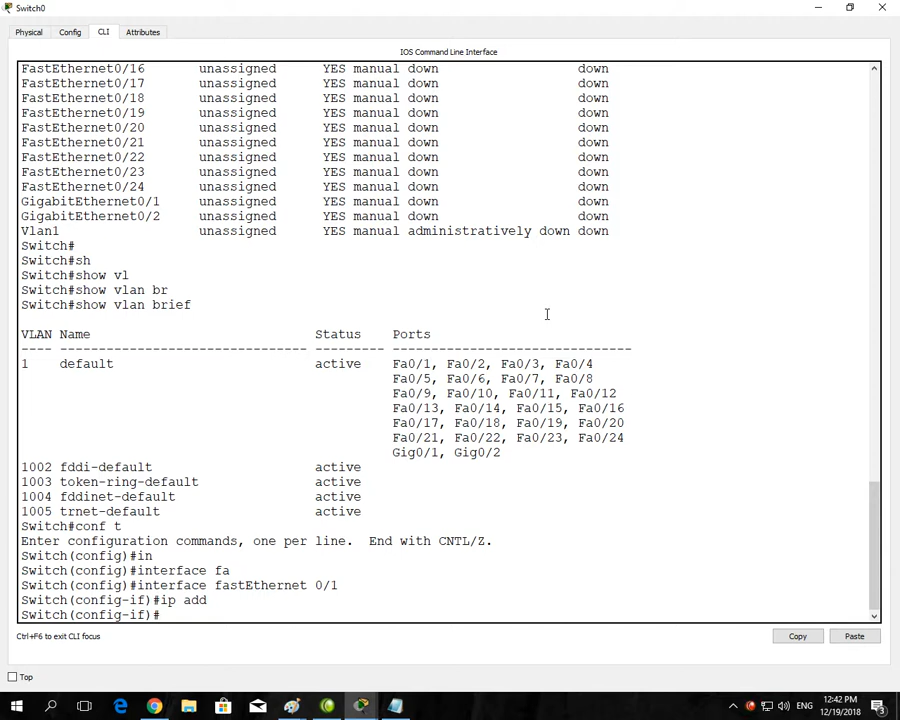 Switch0
Physical Config CLI Attributes
IOS Command Line Interface
FastEthernet0/16 unassigned YES manual down down
FastEthernet0/17 unassigned YES manual down down
FastEthernet0/18 unassigned YES manual down down
FastEthernet0/19 unassigned YES manual down down
FastEthernet0/20 unassigned YES manual down down
FastEthernet0/21 unassigned YES manual down down
FastEthernet0/22 unassigned YES manual down down
FastEthernet0/23 unassigned YES manual down down
FastEthernet0/24 unassigned YES manual down down
GigabitEthernet0/1 unassigned YES manual down down
GigabitEthernet0/2 unassigned YES manual down down
Vlan1 unassigned YES manual administratively down down
Switch#
Switch#sh
Switch#show vl
Switch#show vlan br
Switch#show vlan brief
VLAN Name Status Ports
---- -------------------------------- --------- -------------------------------
1 default active Fa0/1, Fa0/2, Fa0/3, Fa0/4
Fa0/5, Fa0/6, Fa0/7, Fa0/8
Fa0/9, Fa0/10, Fa0/11, Fa0/12
Fa0/13, Fa0/14, Fa0/15, Fa0/16
Fa0/17, Fa0/18, Fa0/19, Fa0/20
Fa0/21, Fa0/22, Fa0/23, Fa0/24
Gig0/1, Gig0/2
1002 fddi-default active
1003 token-ring-default active
1004 fddinet-default active
1005 trnet-default active
Switch#conf t
Enter configuration commands, one per line. End with CNTL/Z.
Switch(config)#in
Switch(config)#interface fa
Switch(config)#interface fastEthernet 0/1
Switch(config-if)#ip add
Switch(config-if)#
Ctrl+F6 to exit CLI focus
Copy Paste
Top
ENG 12:42 PM
12/19/2018
3